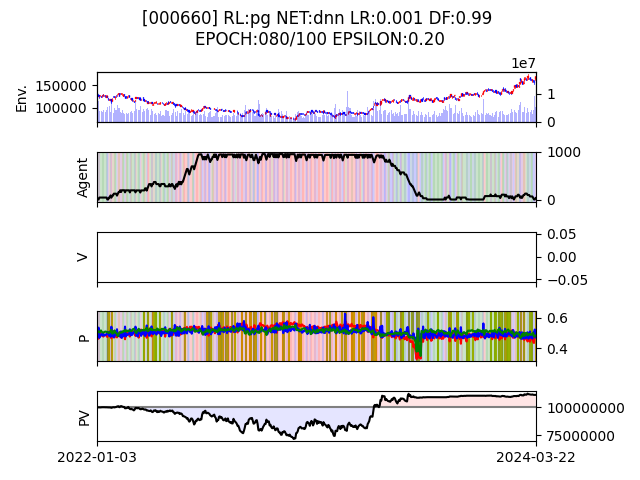 [000660] RL:pg NET:dnn LR:0.001 DF:0.99
EPOCH:080/100 EPSILON:0.20
1e7
Env.
150000
100000
1
0
Agent
1000
0
V
0.05
0.00
−0.05
P
0.6
0.4
PV
100000000
75000000
2022-01-03
2024-03-22